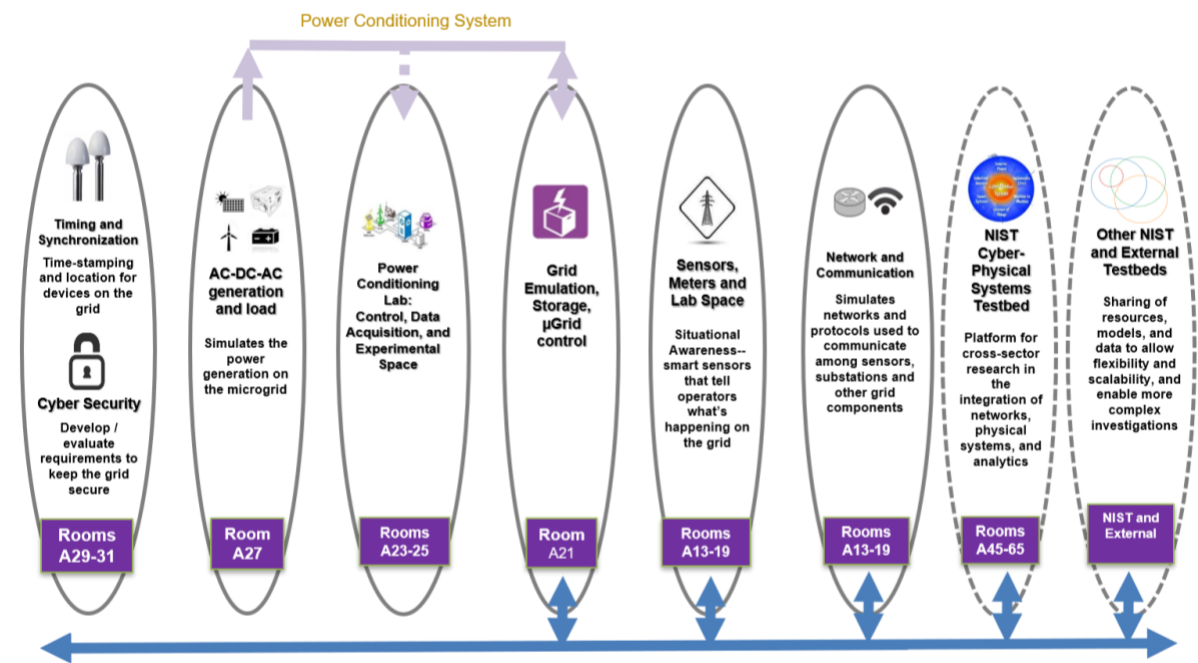 Power Conditioning System
Timing and
Synchronization
Time-stamping
and location for
devices on the
grid
Cyber Security
Develop /
evaluate
requirements to
keep the grid
secure
Rooms
A29-31
AC-DC-AC
generation
and load
Simulates the
power
generation on
the microgrid
Room
A27
Power
Conditioning
Lab:
Control, Data
Acquisition, and
Experimental
Space
Rooms
A23-25
Grid
Emulation,
Storage,
µGrid
control
Room
A21
Sensors,
Meters and
Lab Space
Situational
Awareness--
smart sensors
that tell
operators
what's
happening on
the grid
Rooms
A13-19
Network and
Communication
Simulates
networks and
protocols used to
communicate
among sensors,
substations and
other grid
components
Rooms
A13-19
NIST
Cyber-
Physical
Systems
Testbed
Platform for
cross-sector
research in
the
integration of
networks,
physical
systems, and
analytics
Rooms
A45-65
Other NIST
and External
Testbeds
Sharing of
resources,
models, and
data to allow
flexibility and
scalability, and
enable more
complex
investigations
NIST and
External